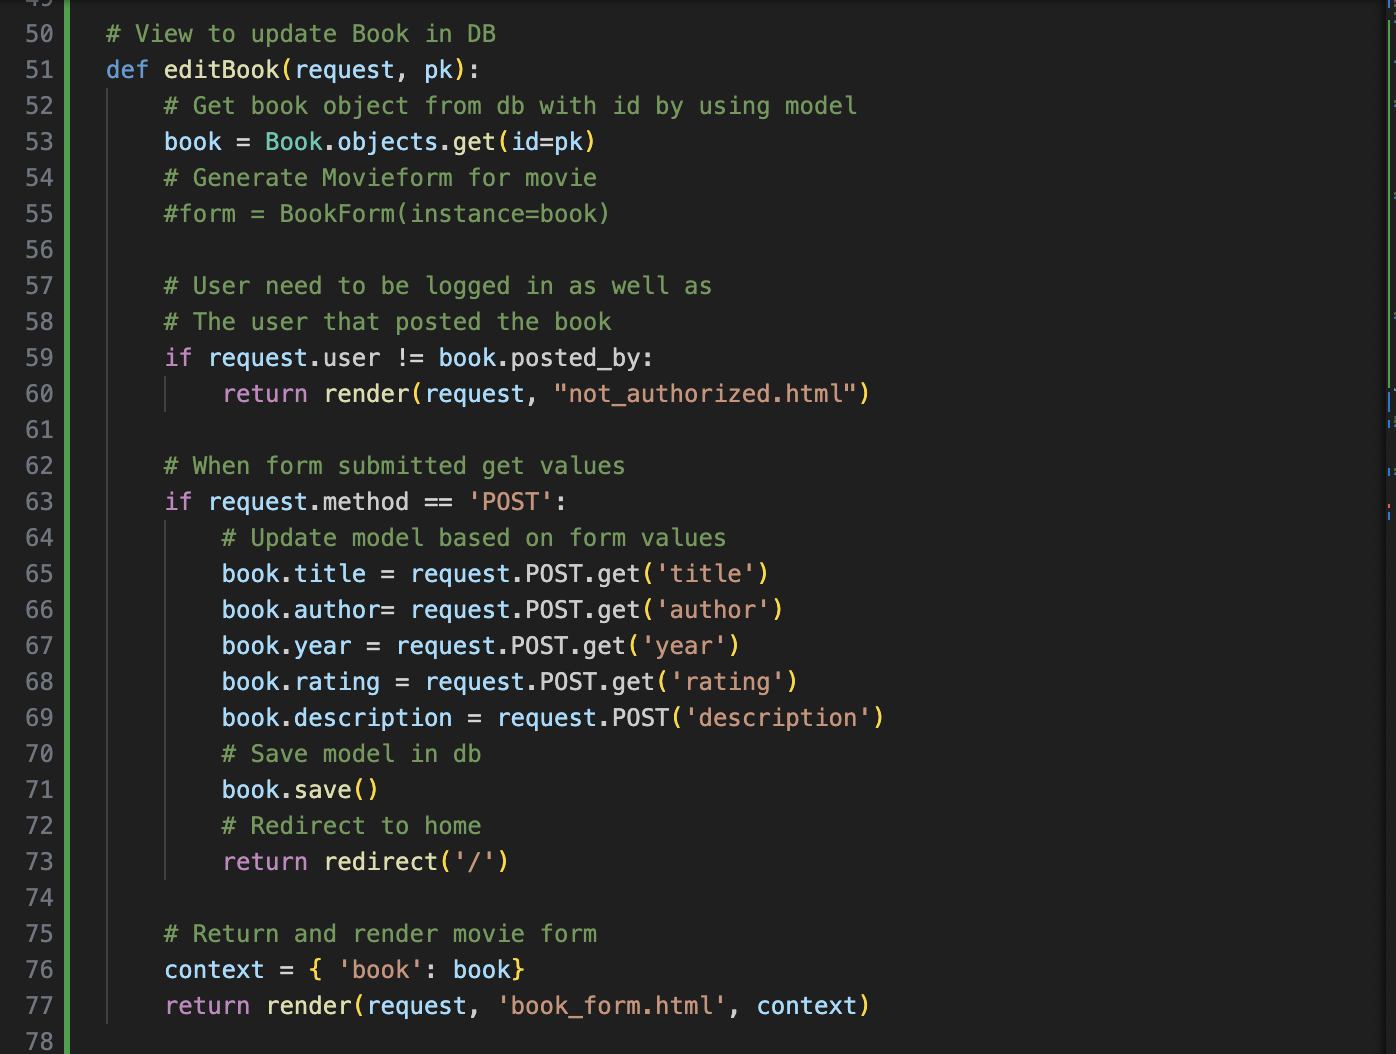 49
50 # View to update Book in DB
51 def editBook(request, pk):
52     # Get book object from db with id by using model
53     book = Book.objects.get(id=pk)
54     # Generate Movieform for movie
55     #form = BookForm(instance=book)
56
57     # User need to be logged in as well as
58     # The user that posted the book
59     if request.user != book.posted_by:
60         return render(request, "not_authorized.html")
61
62     # When form submitted get values
63     if request.method == 'POST':
64         # Update model based on form values
65         book.title = request.POST.get('title')
66         book.author= request.POST.get('author')
67         book.year = request.POST.get('year')
68         book.rating = request.POST.get('rating')
69         book.description = request.POST('description')
70         # Save model in db
71         book.save()
72         # Redirect to home
73         return redirect('/')
74
75     # Return and render movie form
76     context = { 'book': book}
77     return render(request, 'book_form.html', context)
78